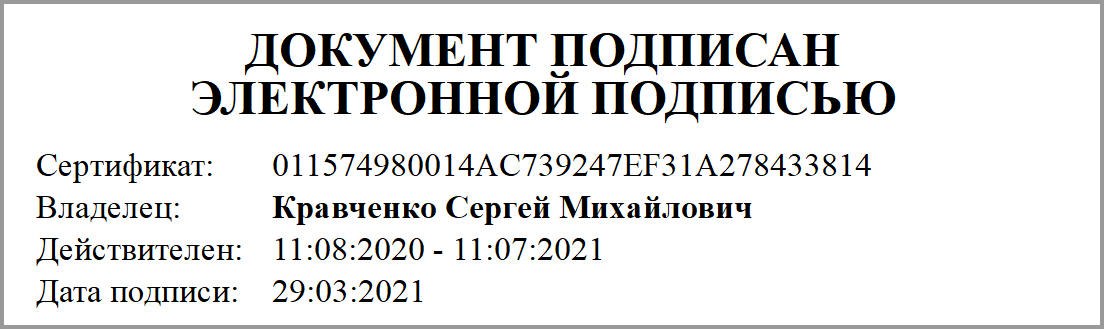 ДОКУМЕНТ ПОДПИСАН
ЭЛЕКТРОННОЙ ПОДПИСЬЮ
Сертификат: 011574980014AC739247EF31A278433814
Владелец: Кравченко Сергей Михайлович
Действителен: 11:08:2020 - 11:07:2021
Дата подписи: 29:03:2021